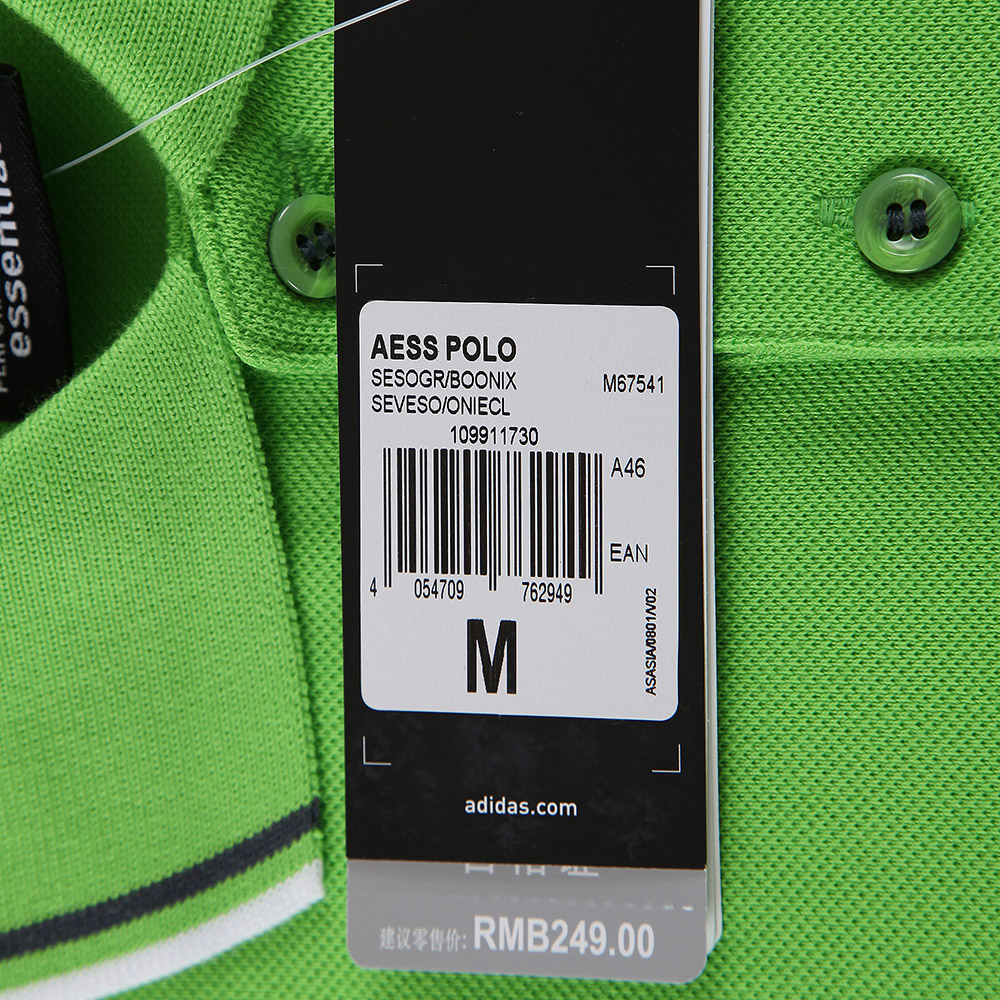 essentia
AESS POLO
SESOGR/BOONIX M67541
SEVESO/ONIECL
109911730
A46
EAN
4 054709 762949
M
ASASIA/0801/V02
adidas.com
建议零售价: RMB249.00